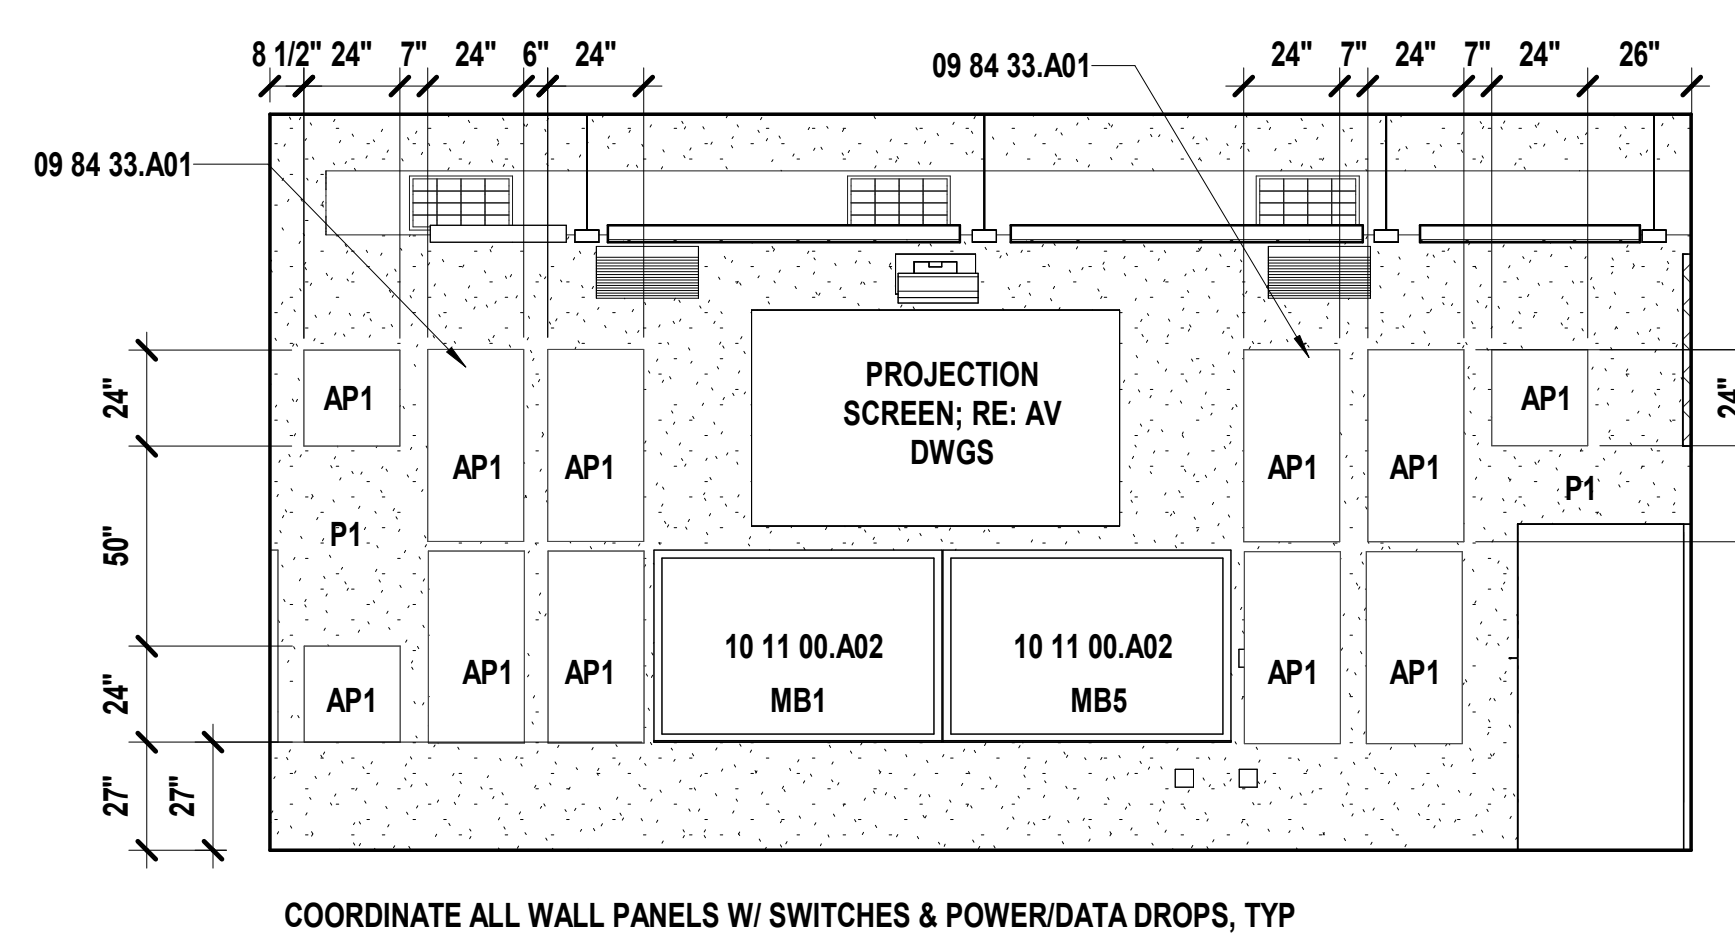 8 1/2" 24" 7" 24" 6" 24" 24" 7" 24" 7" 24" 26"
09 84 33.A01
09 84 33.A01
PROJECTION
SCREEN; RE: AV
DWGS
24"
AP1
AP1
24"
AP1
AP1
AP1
AP1
P1
P1
50"
10 11 00.A02
10 11 00.A02
AP1
AP1
AP1
AP1
24"
AP1
MB1
MB5
27"
27"
COORDINATE ALL WALL PANELS W/ SWITCHES & POWER/DATA DROPS, TYP